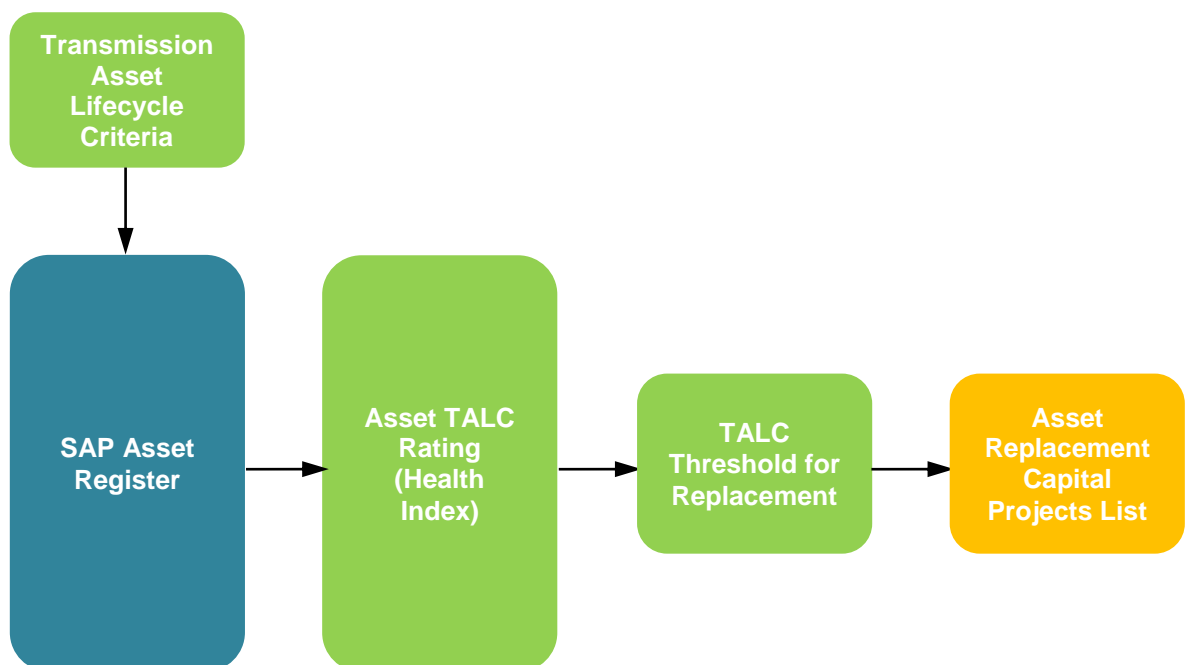 Transmission
Asset
Lifecycle
Criteria
SAP Asset
Register
Asset TALC
Rating
(Health
Index)
TALC
Threshold for
Replacement
Asset
Replacement
Capital
Projects List